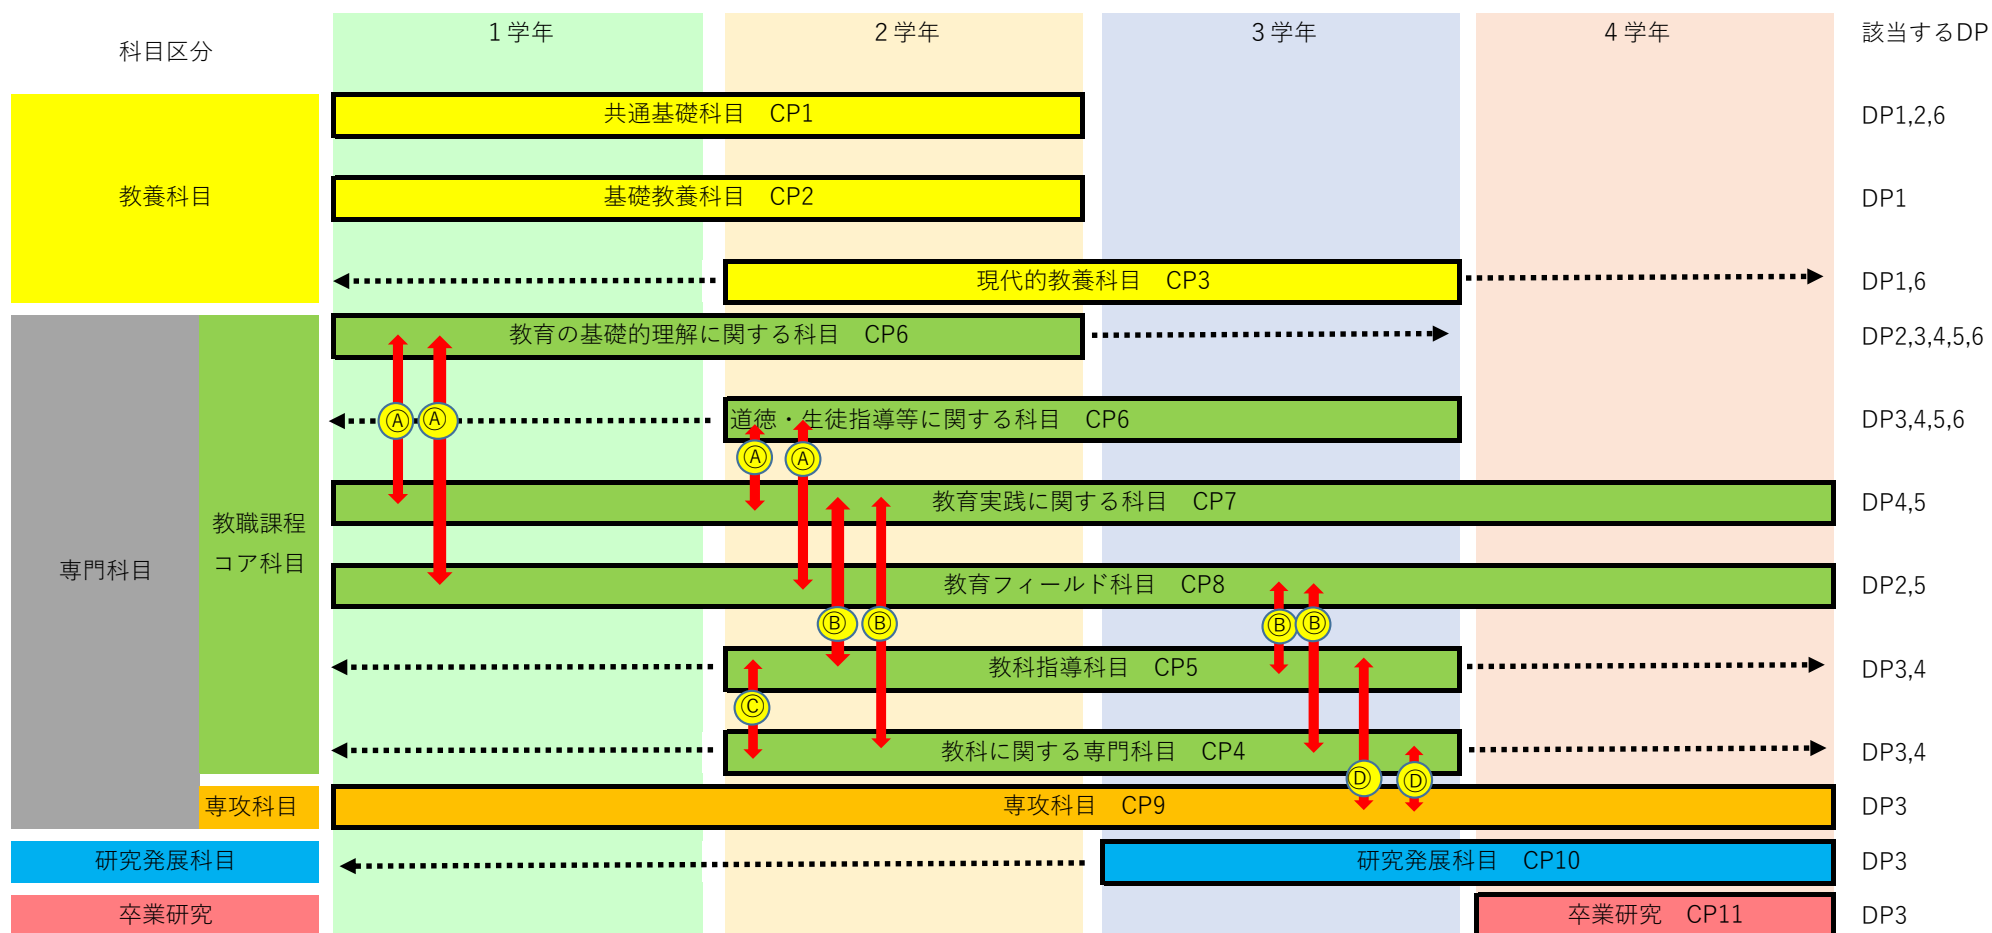 科目区分
1 学年
2 学年
3 学年
4 学年
該当するDP
教養科目
共通基礎科目　CP1
DP1,2,6
基礎教養科目　CP2
DP1
現代的教養科目　CP3
DP1,6
専門科目
教職課程
コア科目
教育の基礎的理解に関する科目　CP6
DP2,3,4,5,6
道徳・生徒指導等に関する科目　CP6
DP3,4,5,6
Ⓐ
Ⓐ
Ⓐ
Ⓐ
教育実践に関する科目　CP7
DP4,5
教育フィールド科目　CP8
DP2,5
Ⓑ
Ⓑ
Ⓑ
Ⓑ
教科指導科目　CP5
DP3,4
Ⓒ
教科に関する専門科目　CP4
DP3,4
Ⓓ
Ⓓ
専攻科目
専攻科目　CP9
DP3
研究発展科目
研究発展科目　CP10
DP3
卒業研究
卒業研究　CP11
DP3